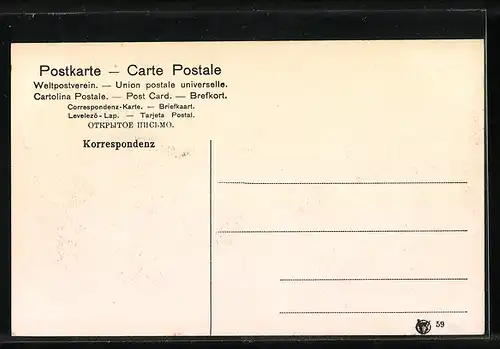 Postkarte — Carte Postale
Weltpostverein. — Union postale universelle.
Cartolina Postale. — Post Card. — Brefkort.
Correspondenz-Karte. — Briefkaart.
Levelező-Lap. — Tarjeta Postal.
ОТКРЫТОЕ ПИСЬМО.
Korrespondenz
59